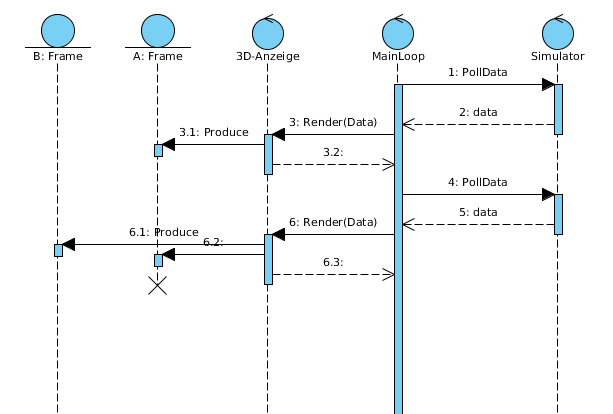 B: Frame
A: Frame
3D-Anzeige
MainLoop
Simulator
1: PollData
2: data
3: Render(Data)
3.1: Produce
3.2:
4: PollData
5: data
6: Render(Data)
6.1: Produce
6.2:
6.3: